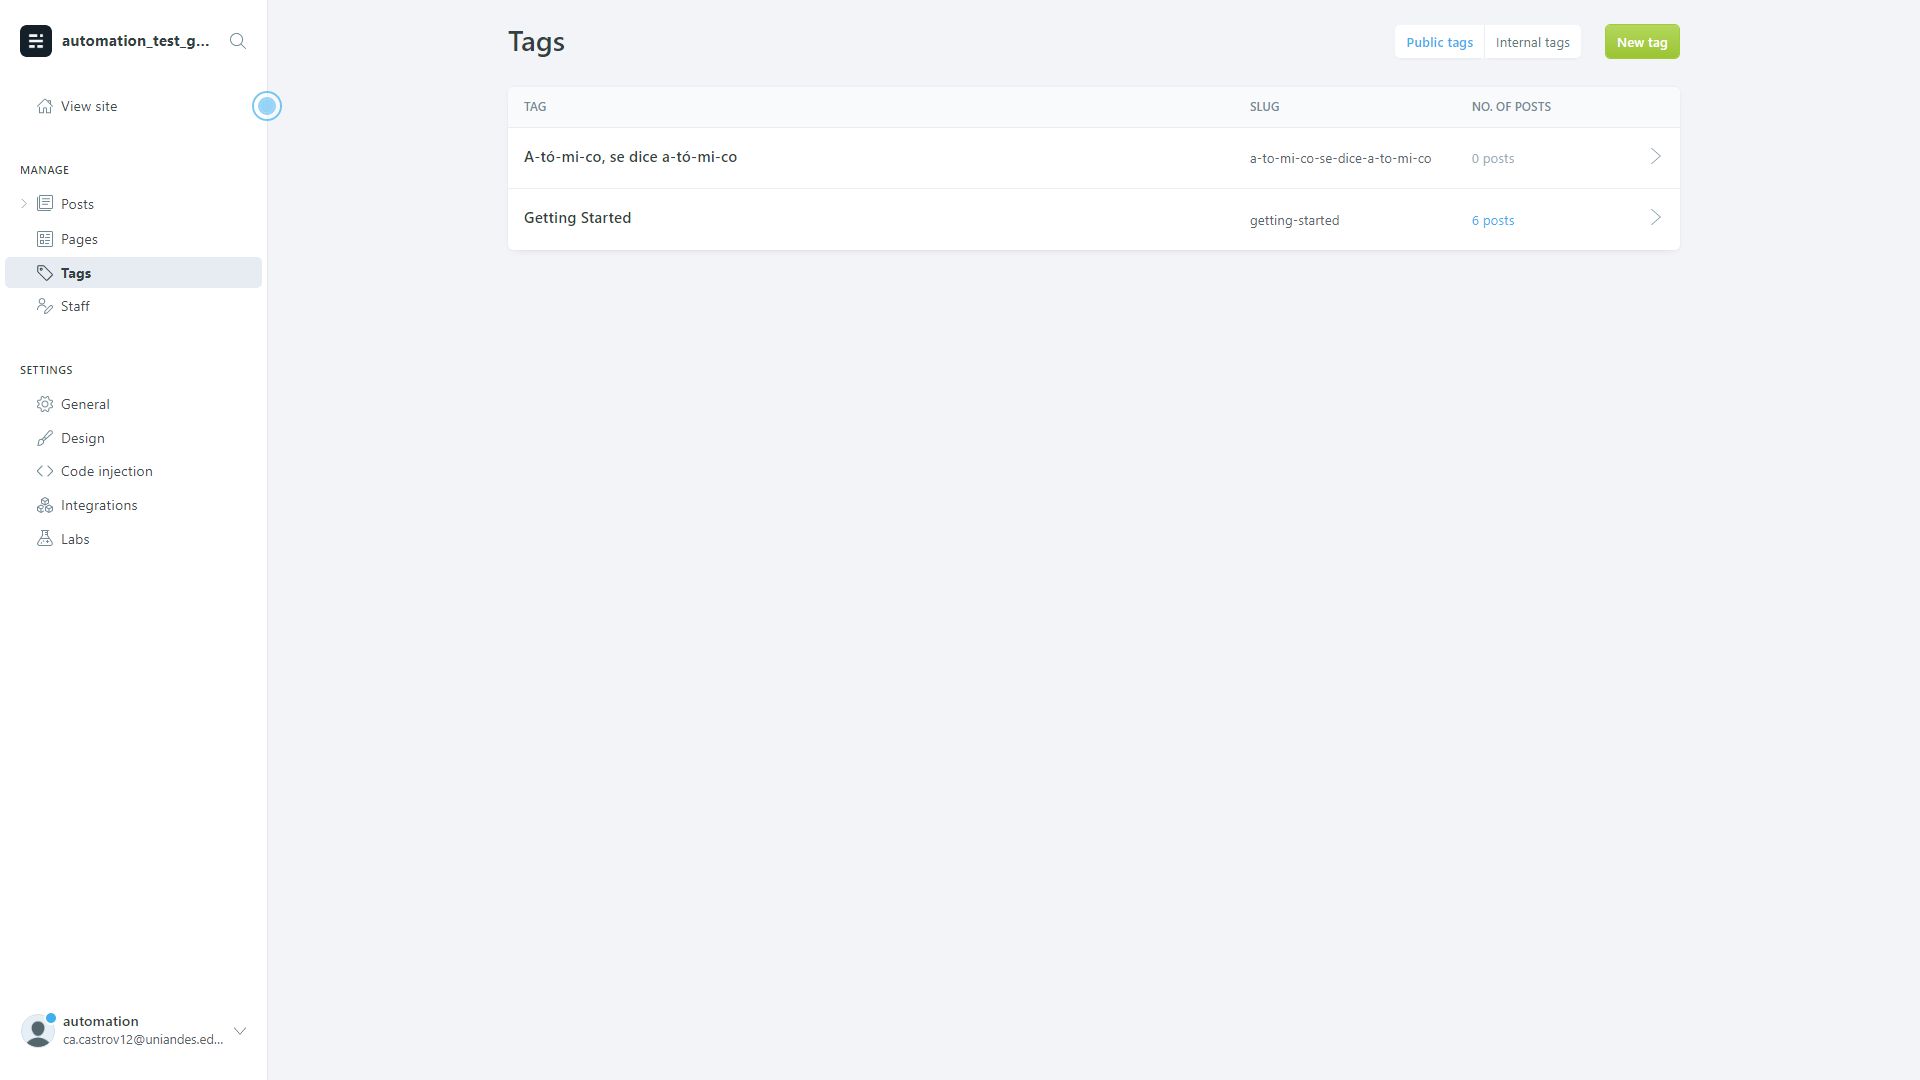 automation_test_g...
View site
MANAGE
Posts
Pages
Tags
Staff
SETTINGS
General
Design
Code injection
Integrations
Labs
automation
ca.castrov12@uniandes.ed...
Tags
Public tags
Internal tags
New tag
TAG SLUG NO. OF POSTS
A-tó-mi-co, se dice a-tó-mi-co a-to-mi-co-se-dice-a-to-mi-co 0 posts
Getting Started getting-started 6 posts